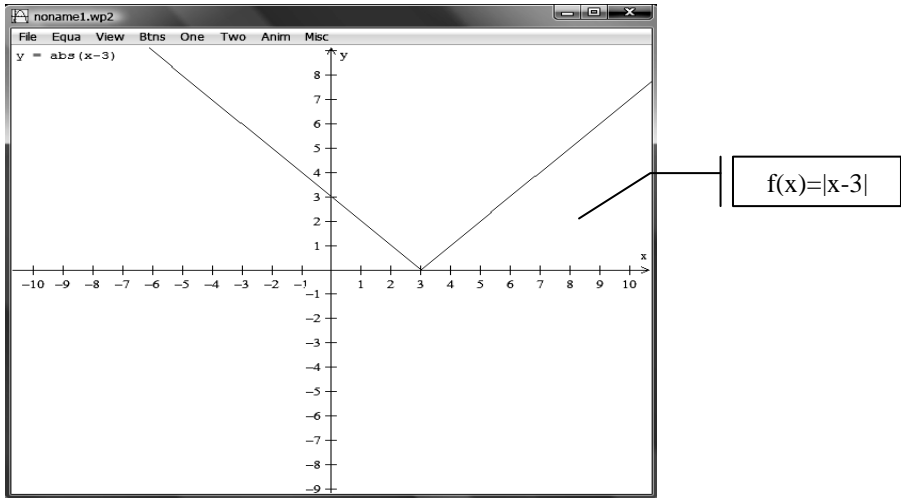 noname1.wp2
File Equa View Btns One Two Anim Misc
y = abs(x-3)
y
8
7
6
5
4
3
2
1
x
-10 -9 -8 -7 -6 -5 -4 -3 -2 -1 1 2 3 4 5 6 7 8 9 10
-1
-2
-3
-4
-5
-6
-7
-8
-9
f(x)=|x-3|